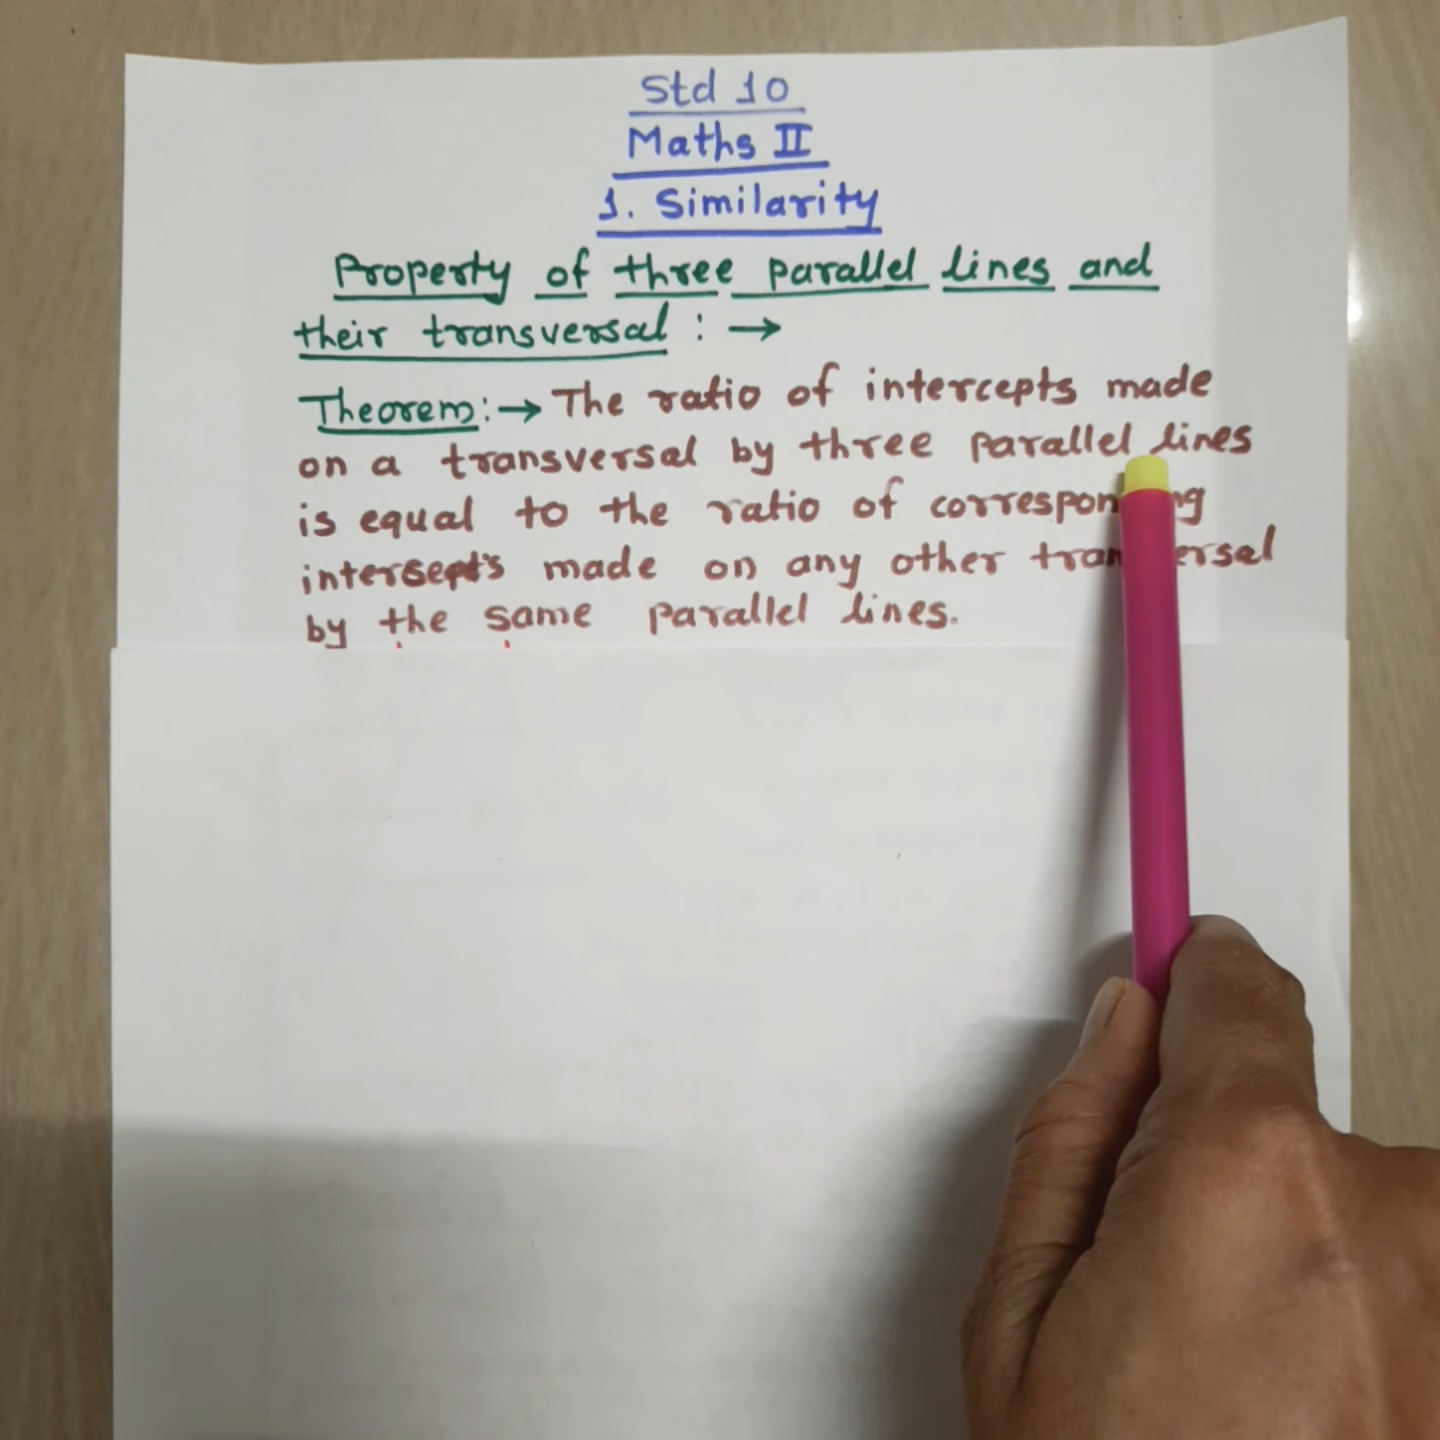 Std 10
Maths II
1. Similarity
Property of three parallel lines and
their transversal : →
Theorem :→ The ratio of intercepts made
on a transversal by three parallel lines
is equal to the ratio of
intersepts made on any other
by the same parallel lines.